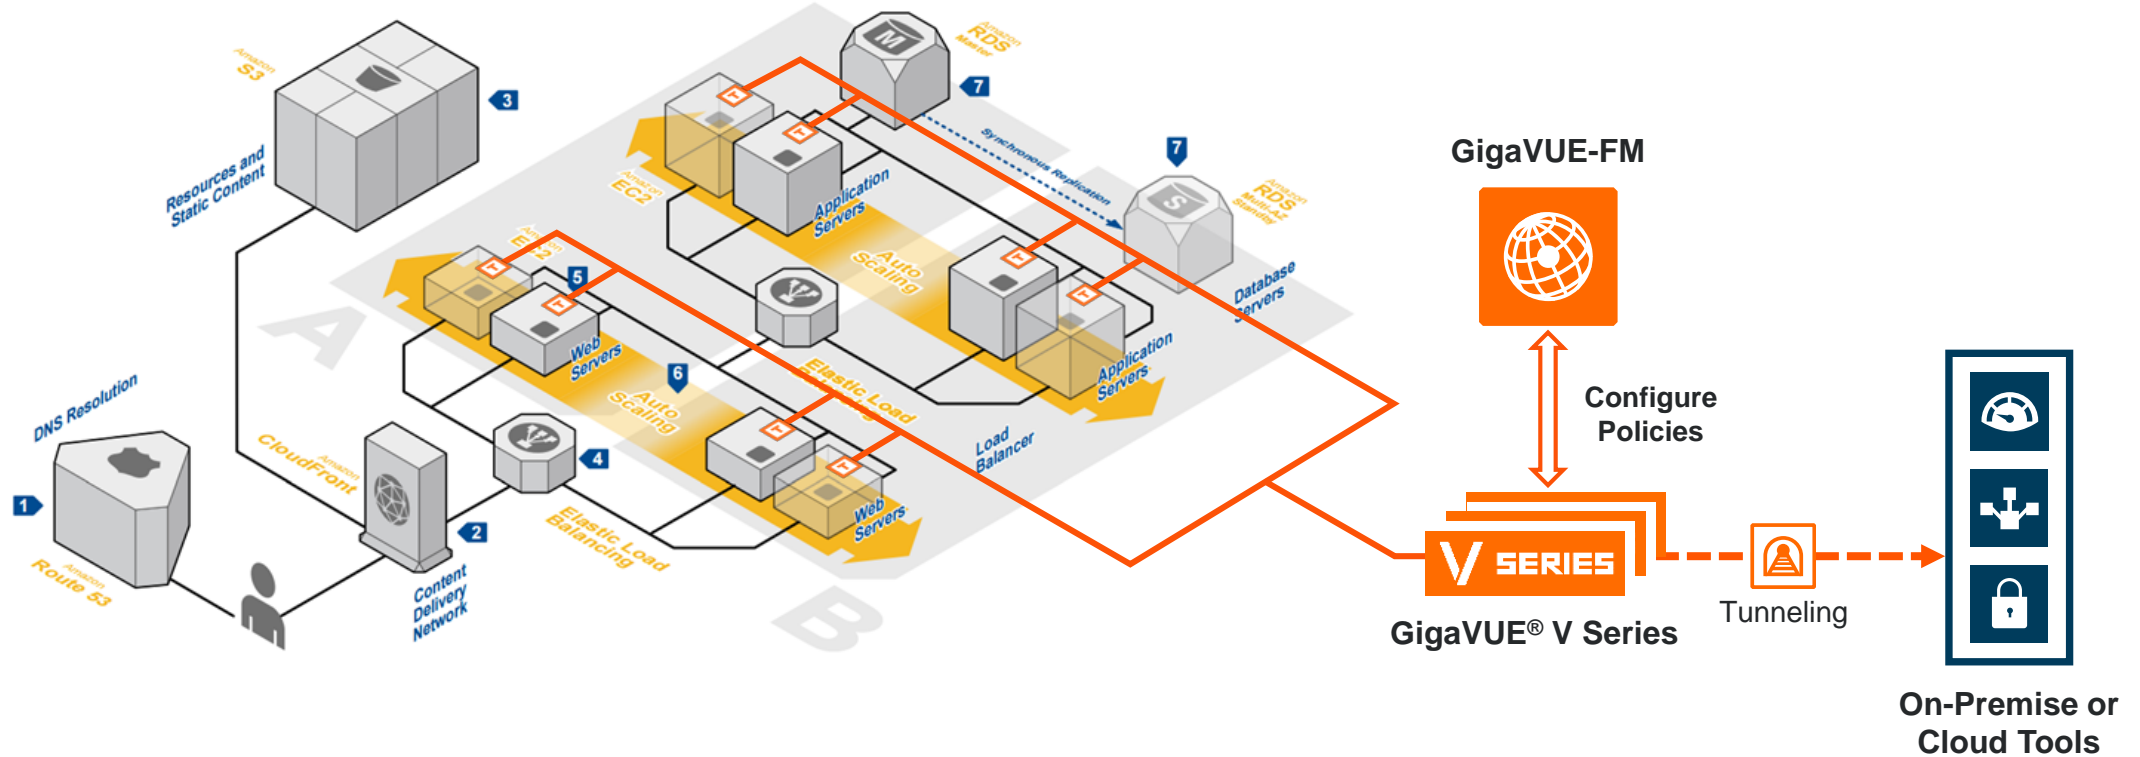 Amazon
S3
3
Resources and
Static Content
DNS Resolution
1
Amazon
Route 53
Amazon
CloudFront
2
Content
Delivery
Network
4
Elastic Load
Balancing
Amazon
EC2
5
Web
Servers
6
Auto
Scaling
Web
Servers
A
B
Amazon
EC2
T
T
T
T
T
T
T
T
Application
Servers
Auto
Scaling
Elastic Load
Application
Servers
Load
Balancer
M
Amazon
RDS
Master
7
Synchronous Replication
7
S
Amazon
RDS
Multi-AZ
Standby
Database
Servers
GigaVUE-FM
Configure
Policies
V SERIES
GigaVUE® V Series
Tunneling
On-Premise or
Cloud Tools